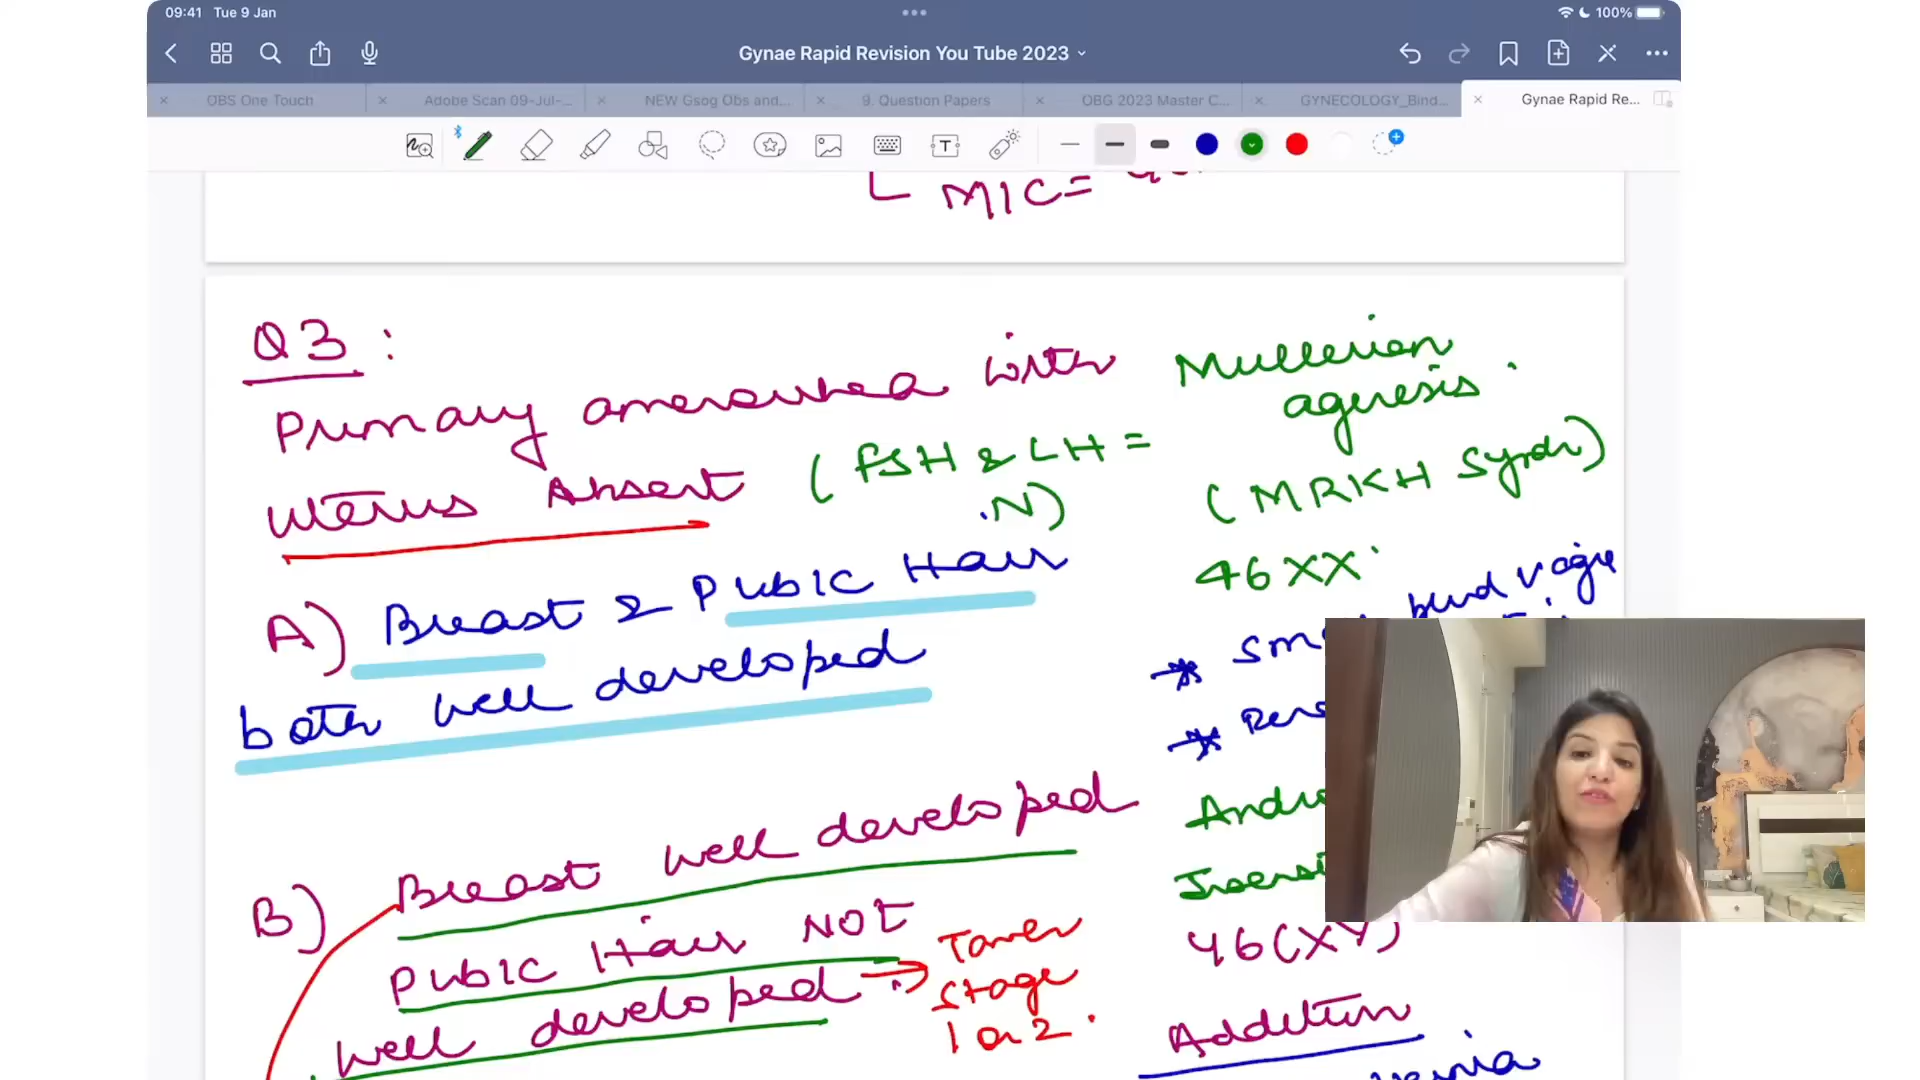 09:41 Tue 9 Jan
100%
Gynae Rapid Revision You Tube 2023
OBS One Touch
Adobe Scan 09-Jul-...
NEW Gsog Obs and...
9. Question Papers
OBG 2023 Master C...
GYNECOLOGY_Bind...
Gynae Rapid Re...
MIC=
Q3 :
Primary amenorrhea with
Uterus Absent
(FSH & LH =
N)
Mullerian
agenesis.
(MRKH Syndr)
46XX
A) Breast & Pubic Hair
both well developed
blind vagin
B) Breast well developed
Pubic Hair NOT
well developed →
Tanner
Stage
1 or 2.
46(XY)
Addition